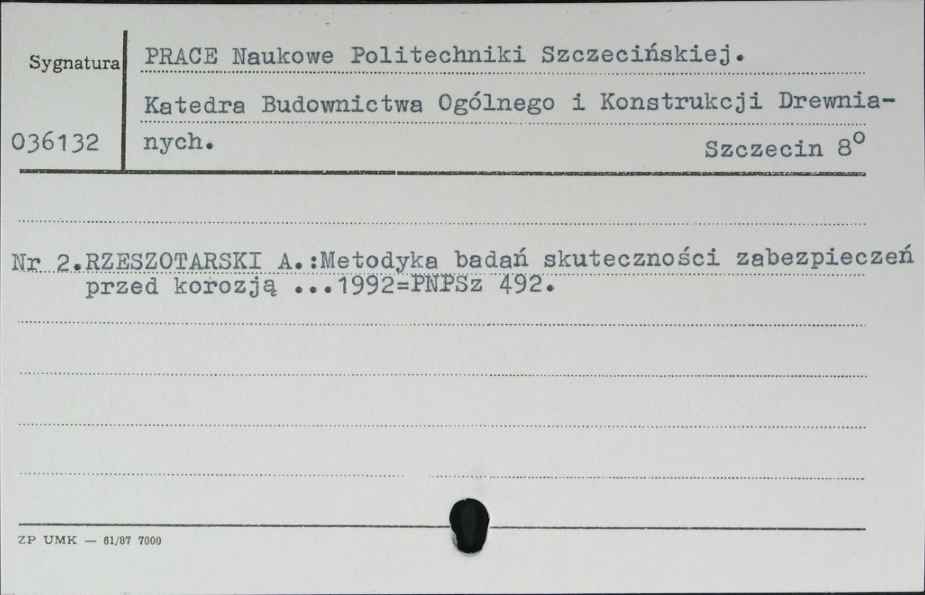 Sygnatura
PRACE Naukowe Politechniki Szczecińskiej.
Katedra Budownictwa Ogólnego i Konstrukcji Drewnia-
036132 nych. Szczecin 8°
Nr 2. RZESZOTARSKI A.:Metodyka badań skuteczności zabezpieczeń
przed korozją ...1992=PNPSz 492.
ZP UMK — 61/87 7000